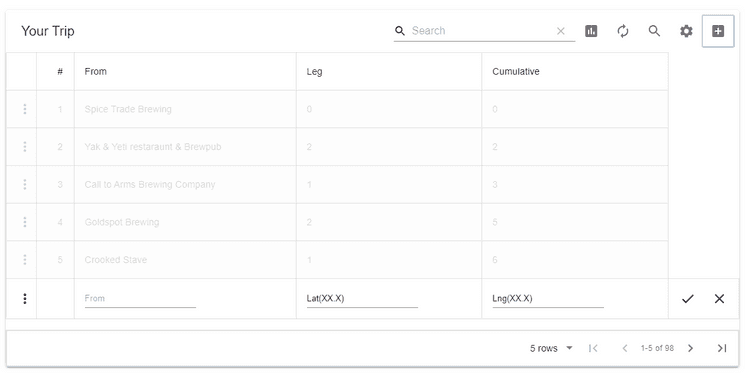 Your Trip
Search
# From Leg Cumulative
1 Spice Trade Brewing 0 0
2 Yak & Yeti restaraunt & Brewpub 2 2
3 Call to Arms Brewing Company 1 3
4 Goldspot Brewing 2 5
5 Crooked Stave 1 6
From Lat(XX.X) Lng(XX.X)
5 rows 1-5 of 98